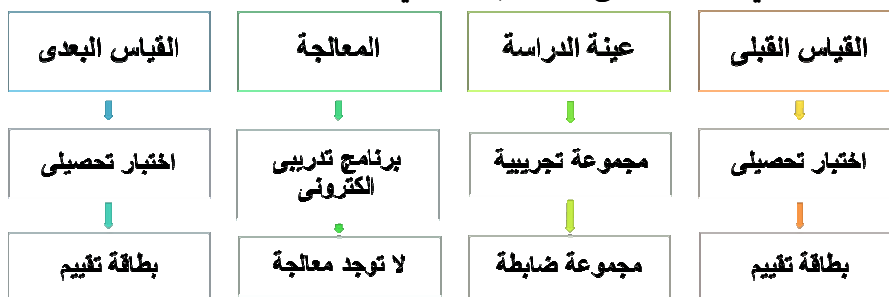 القياس القبلى
عينة الدراسة
المعالجة
القياس البعدى
اختبار تحصيلى
مجموعة تجريبية
برنامج تدريبى
الكترونى
اختبار تحصيلى
بطاقة تقييم
مجموعة ضابطة
لا توجد معالجة
بطاقة تقييم